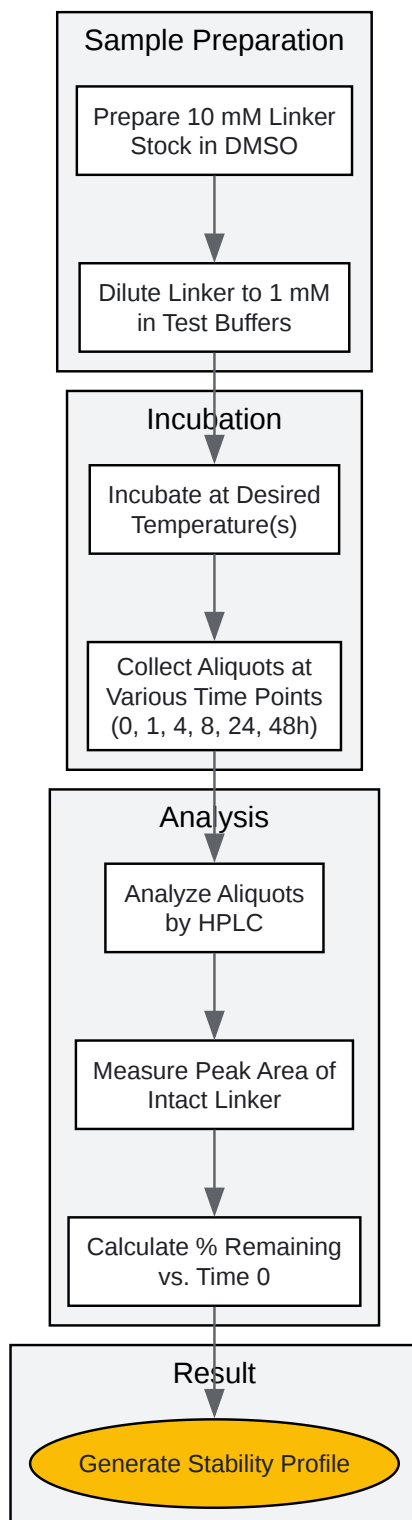 Sample Preparation
Prepare 10 mM Linker
Stock in DMSO
Dilute Linker to 1 mM
in Test Buffers
Incubation
Incubate at Desired
Temperature(s)
Collect Aliquots at
Various Time Points
(0, 1, 4, 8, 24, 48h)
Analysis
Analyze Aliquots
by HPLC
Measure Peak Area of
Intact Linker
Calculate % Remaining
vs. Time 0
Result
Generate Stability Profile